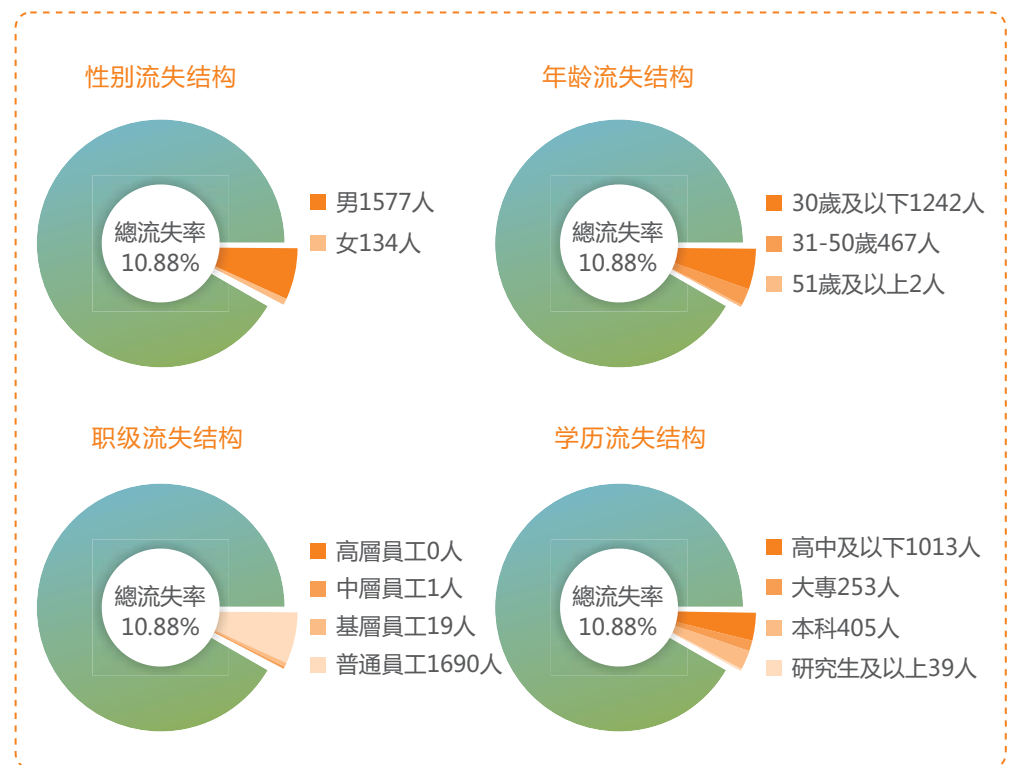 性别流失结构
總流失率
10.88%
男1577人
女134人
年龄流失结构
總流失率
10.88%
30歲及以下1242人
31-50歲467人
51歲及以上2人
职级流失结构
總流失率
10.88%
高層員工0人
中層員工1人
基層員工19人
普通員工1690人
学历流失结构
總流失率
10.88%
高中及以下1013人
大專253人
本科405人
研究生及以上39人